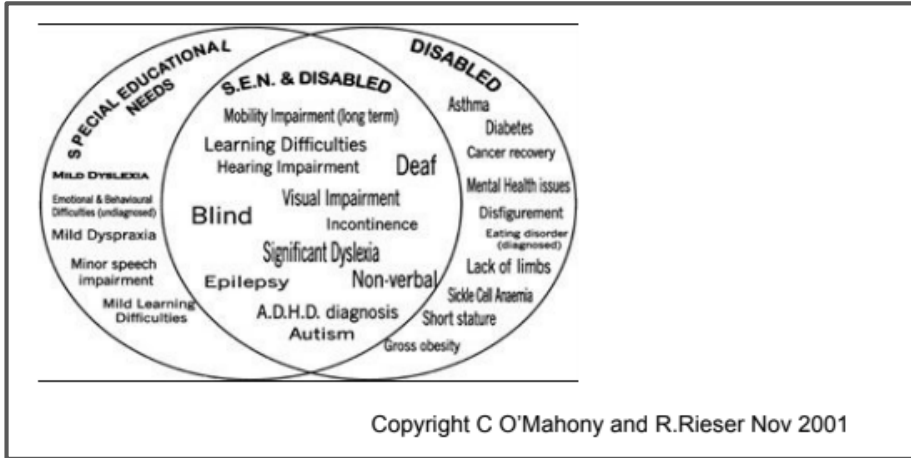 SPECIAL EDUCATIONAL
NEEDS
MILD DYSLEXIA
Emotional & Behavioural
Difficulties (undiagnosed)
Mild Dyspraxia
Minor speech
impairment
Mild Learning
Difficulties
S.E.N. & DISABLED
Mobility Impairment (long term)
Learning Difficulties
Hearing Impairment
Deaf
Visual Impairment
Blind
Incontinence
Significant Dyslexia
Epilepsy
Non-verbal
A.D.H.D. diagnosis
Autism
DISABLED
Asthma
Diabetes
Cancer recovery
Mental Health issues
Disfigurement
Eating disorder
(diagnosed)
Lack of limbs
Sickle Cell Anaemia
Short stature
Gross obesity
Copyright C O'Mahony and R.Rieser Nov 2001